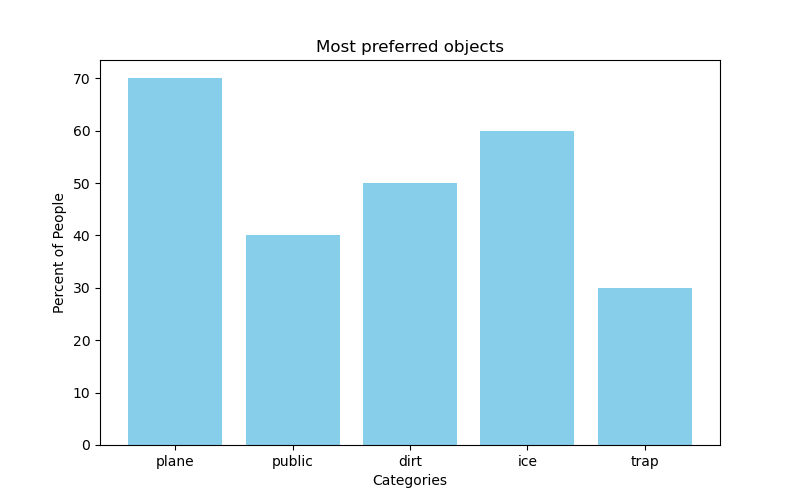 Most preferred objects
Percent of People
70
60
50
40
30
20
10
0
plane public dirt ice trap
Categories